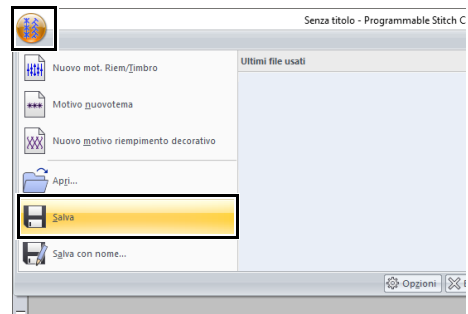 Senza titolo - Programmable Stitch C
Ultimi file usati
Nuovo mot. Riem/Timbro
Motivo nuovotema
Nuovo motivo riempimento decorativo
Apri...
Salva
Salva con nome...
Opzioni